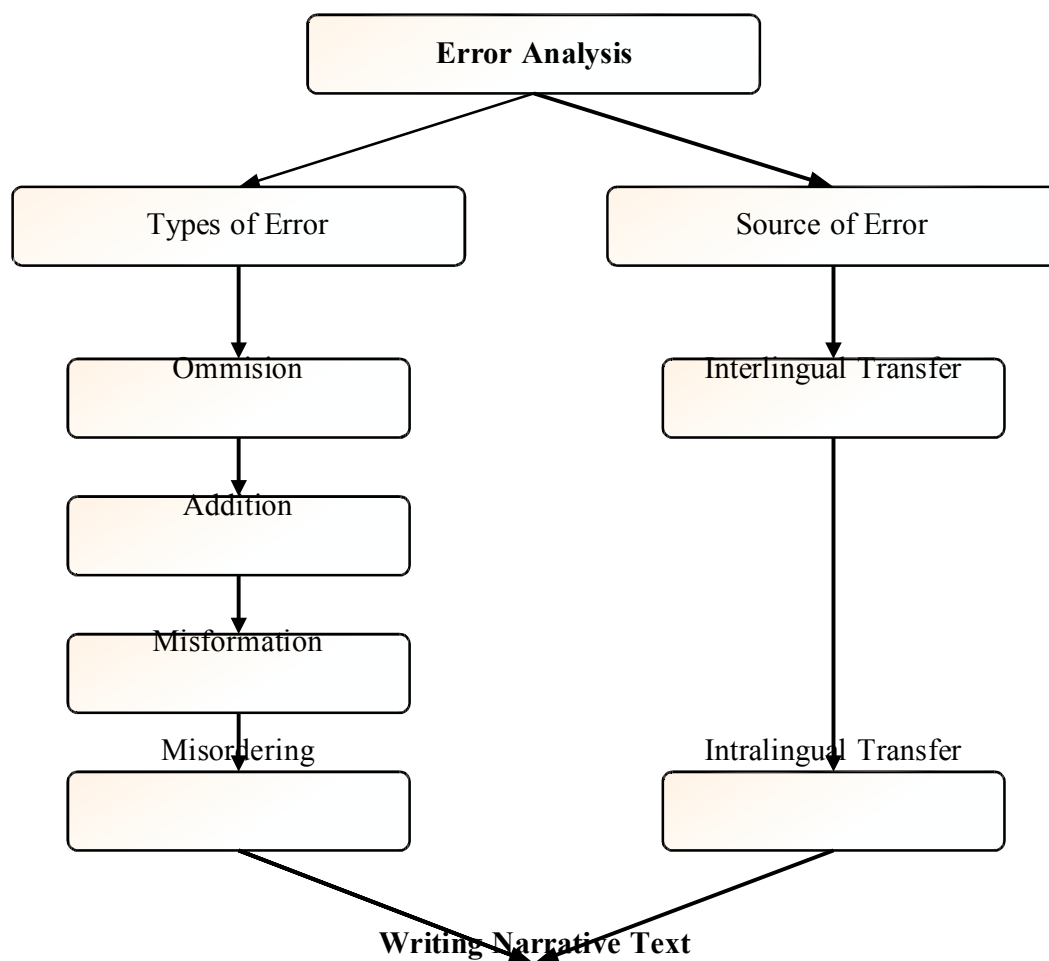 Error Analysis
Types of Error
Source of Error
Ommision
Interlingual Transfer
Addition
Misformation
Misordering
Intralingual Transfer
Writing Narrative Text